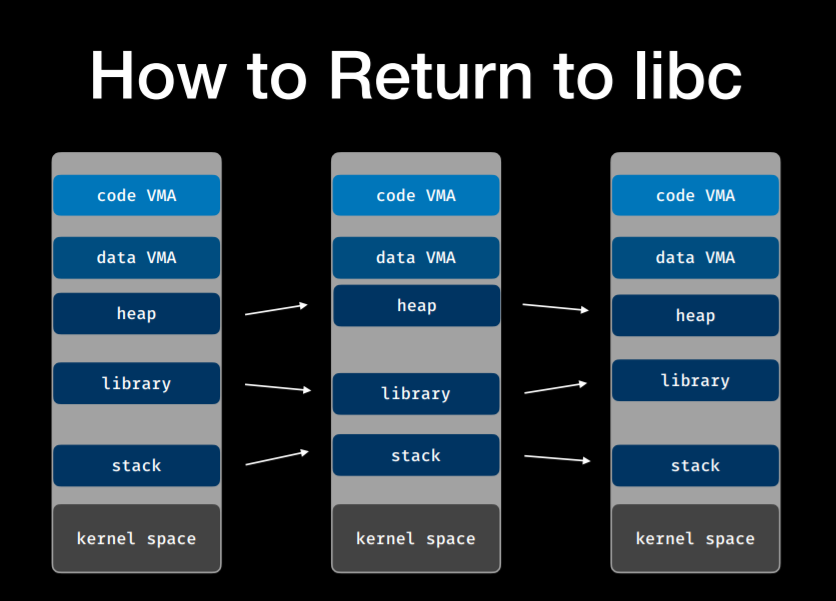 How to Return to libc
code VMA
data VMA
heap
library
stack
kernel space
code VMA
data VMA
heap
library
stack
kernel space
code VMA
data VMA
heap
library
stack
kernel space